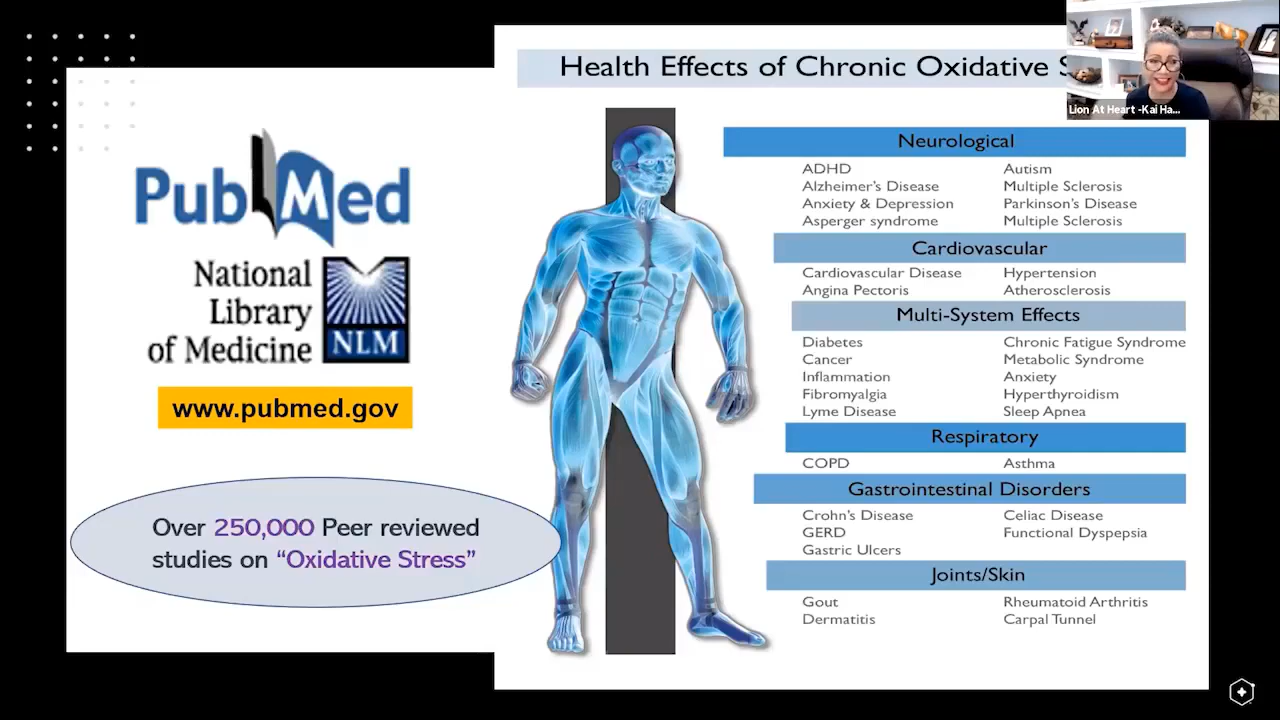 PubMed
National
Library
of Medicine
NLM
www.pubmed.gov
Over 250,000 Peer reviewed
studies on “Oxidative Stress”
Health Effects of Chronic Oxidative S
Lion At Heart -Kai Ha...
Neurological
ADHD Autism
Alzheimer’s Disease Multiple Sclerosis
Anxiety & Depression Parkinson’s Disease
Asperger syndrome Multiple Sclerosis
Cardiovascular
Cardiovascular Disease Hypertension
Angina Pectoris Atherosclerosis
Multi-System Effects
Diabetes Chronic Fatigue Syndrome
Cancer Metabolic Syndrome
Inflammation Anxiety
Fibromyalgia Hyperthyroidism
Lyme Disease Sleep Apnea
Respiratory
COPD Asthma
Gastrointestinal Disorders
Crohn’s Disease Celiac Disease
GERD Functional Dyspepsia
Gastric Ulcers
Joints/Skin
Gout Rheumatoid Arthritis
Dermatitis Carpal Tunnel